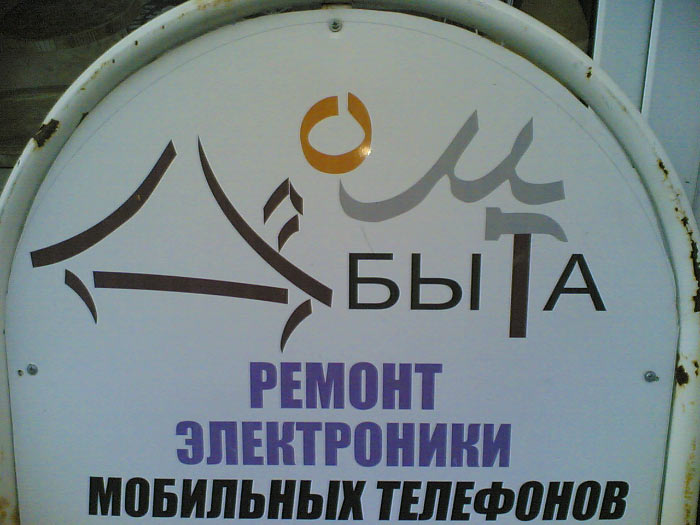 Дом
БЫТА
РЕМОНТ
ЭЛЕКТРОНИКИ
МОБИЛЬНЫХ ТЕЛЕФОНОВ